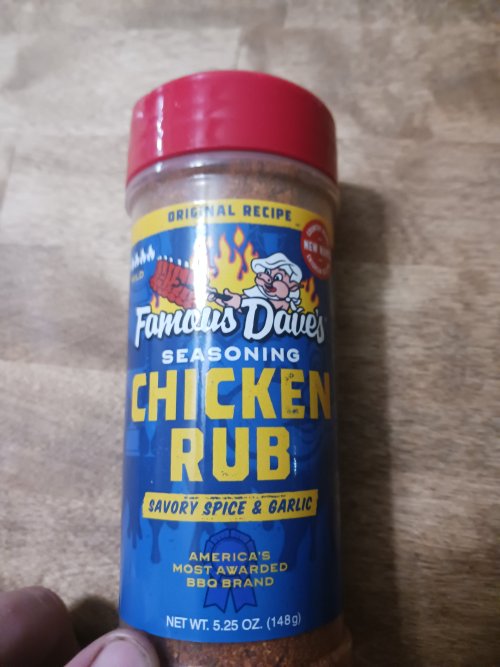 ORIGINAL RECIPE
NEW
Famous Dave's
SEASONING
CHICKEN
RUB
SAVORY SPICE & GARLIC
AMERICA'S
MOST AWARDED
BBQ BRAND
NET WT. 5.25 OZ. (148g)